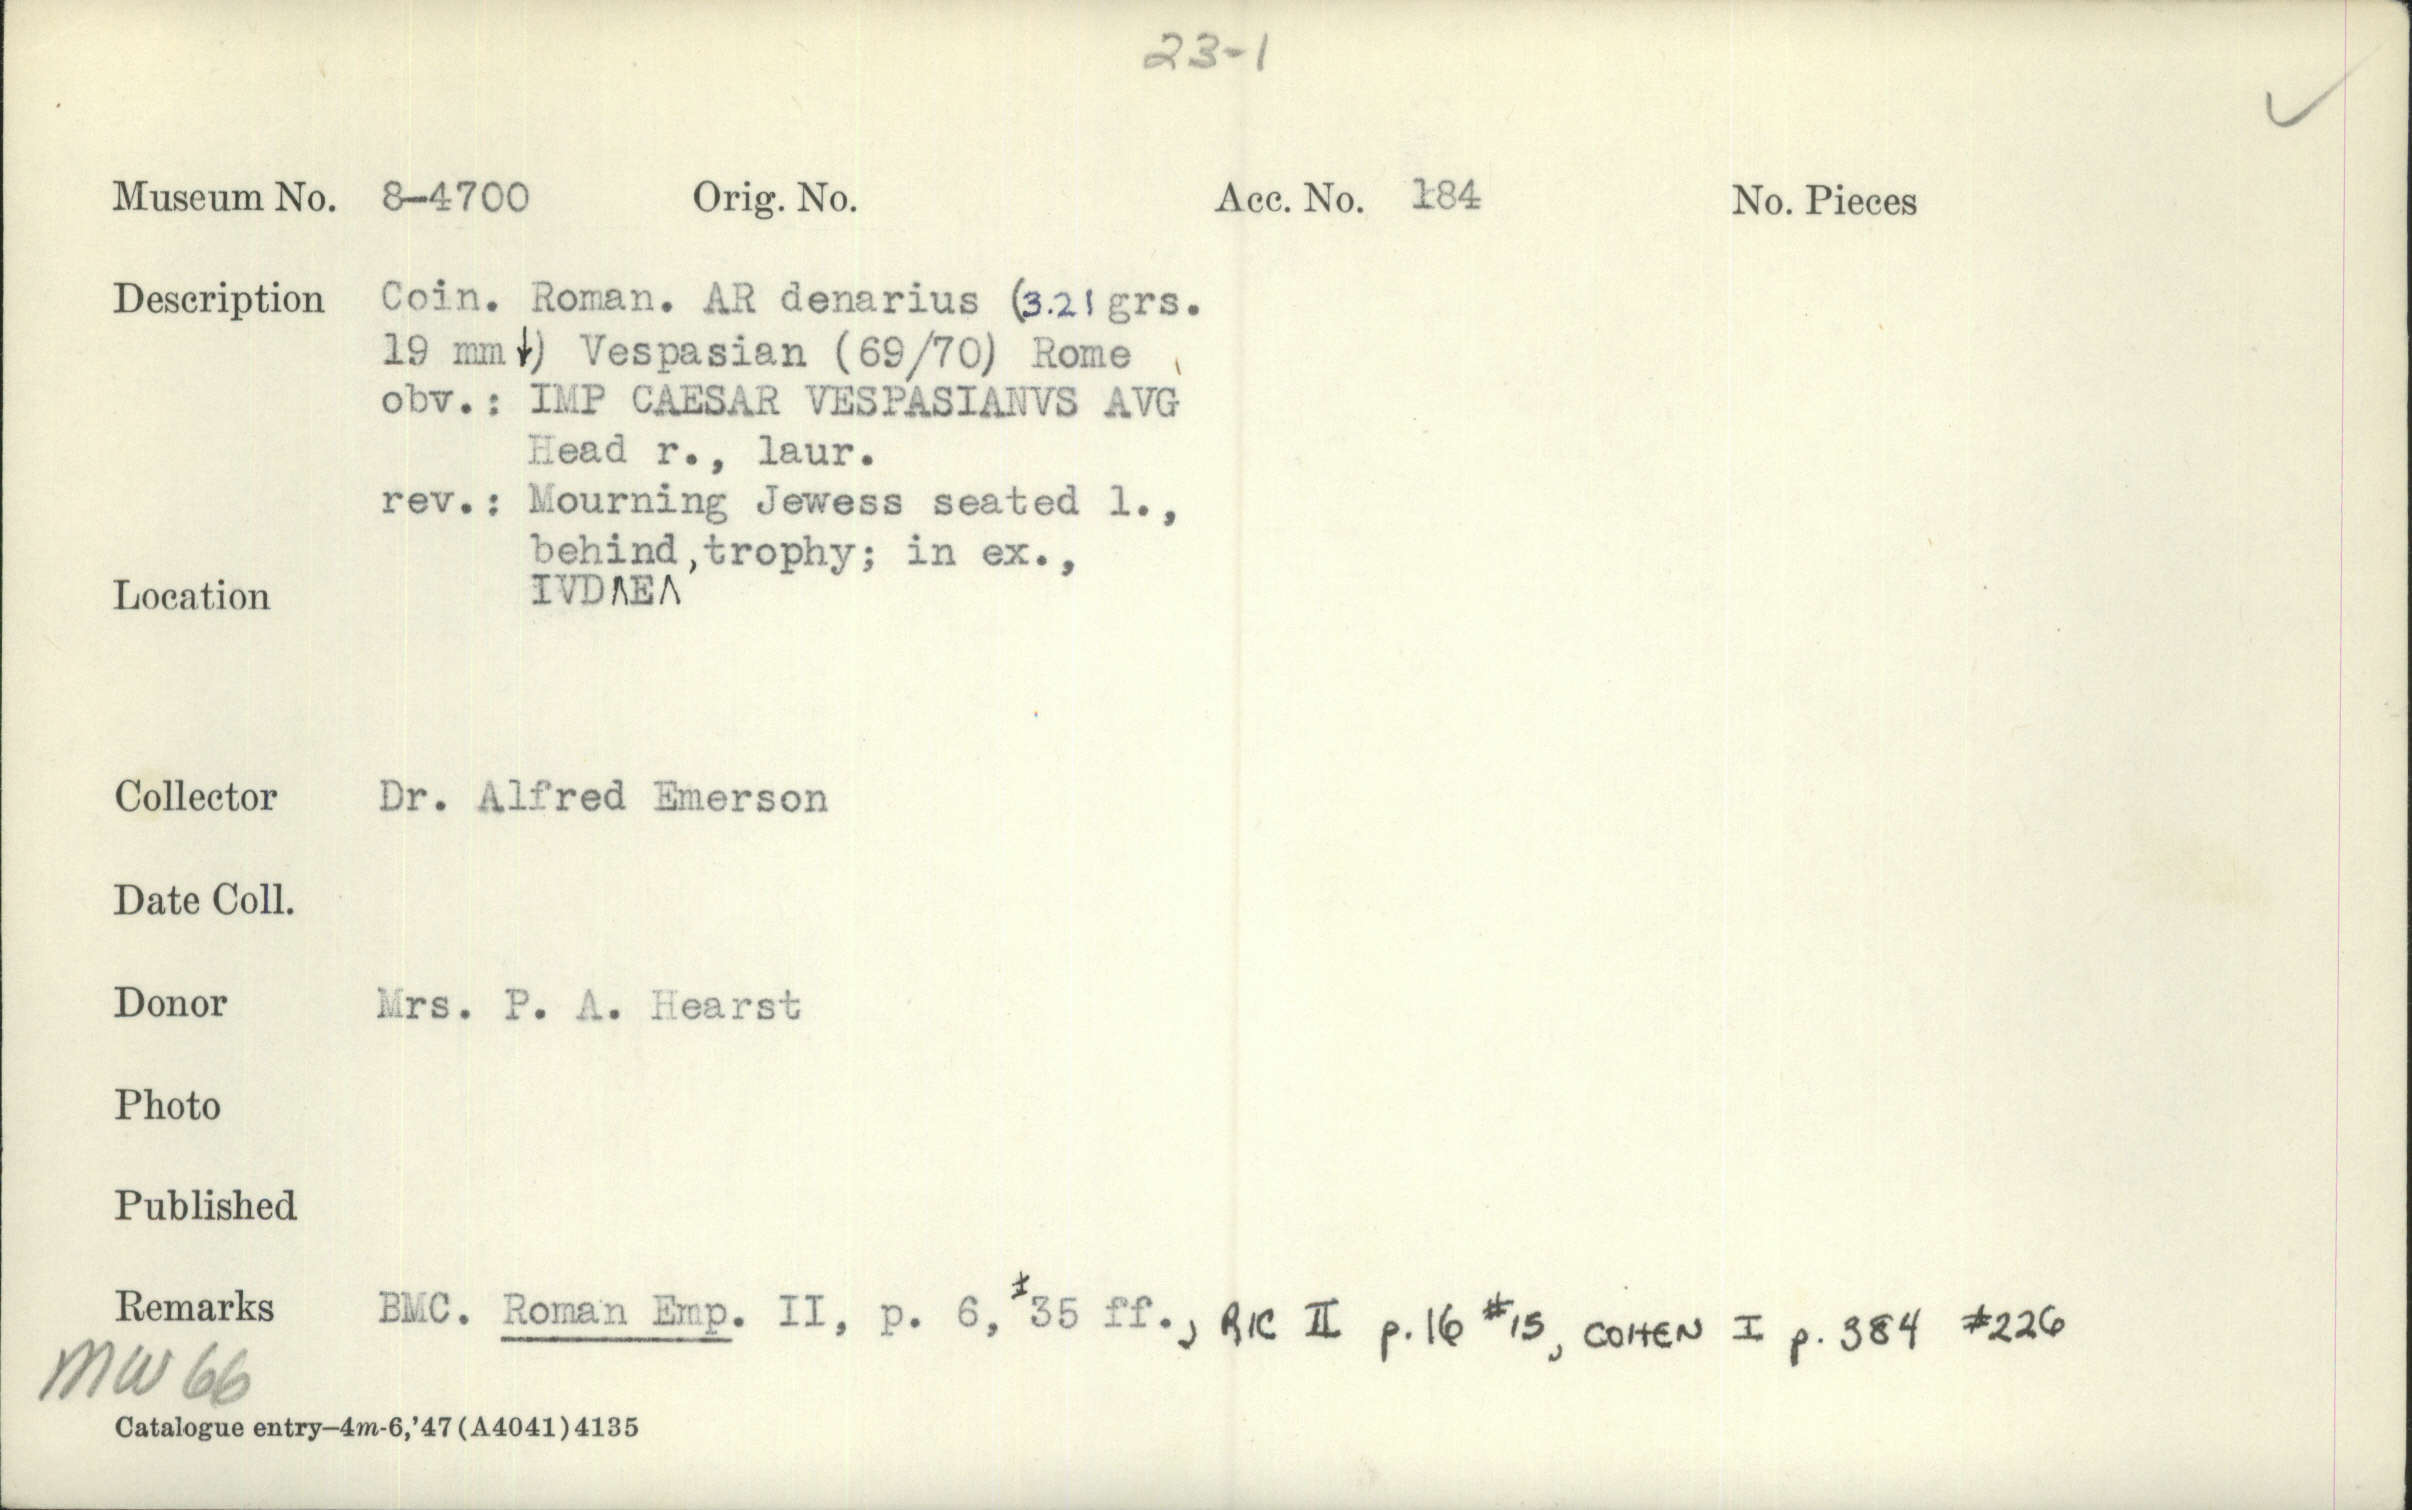 23-1
Museum No. 8-4700 Orig. No. Acc. No. 184 No. Pieces
Description Coin. Roman. AR denarius (3.21 grs.
19 mm↓) Vespasian (69/70) Rome
obv.: IMP CAESAR VESPASIANVS AVG
Head r., laur.
rev.: Mourning Jewess seated l.,
behind, trophy; in ex.,
Location IVDΛEΛ
Collector Dr. Alfred Emerson
Date Coll.
Donor Mrs. P. A. Hearst
Photo
Published
Remarks BMC. Roman Emp. II, p. 6, #35 ff., RIC II p. 16 #15, COHEN I p. 384 #226
MW 66
Catalogue entry—4m-6,'47(A4041)4135